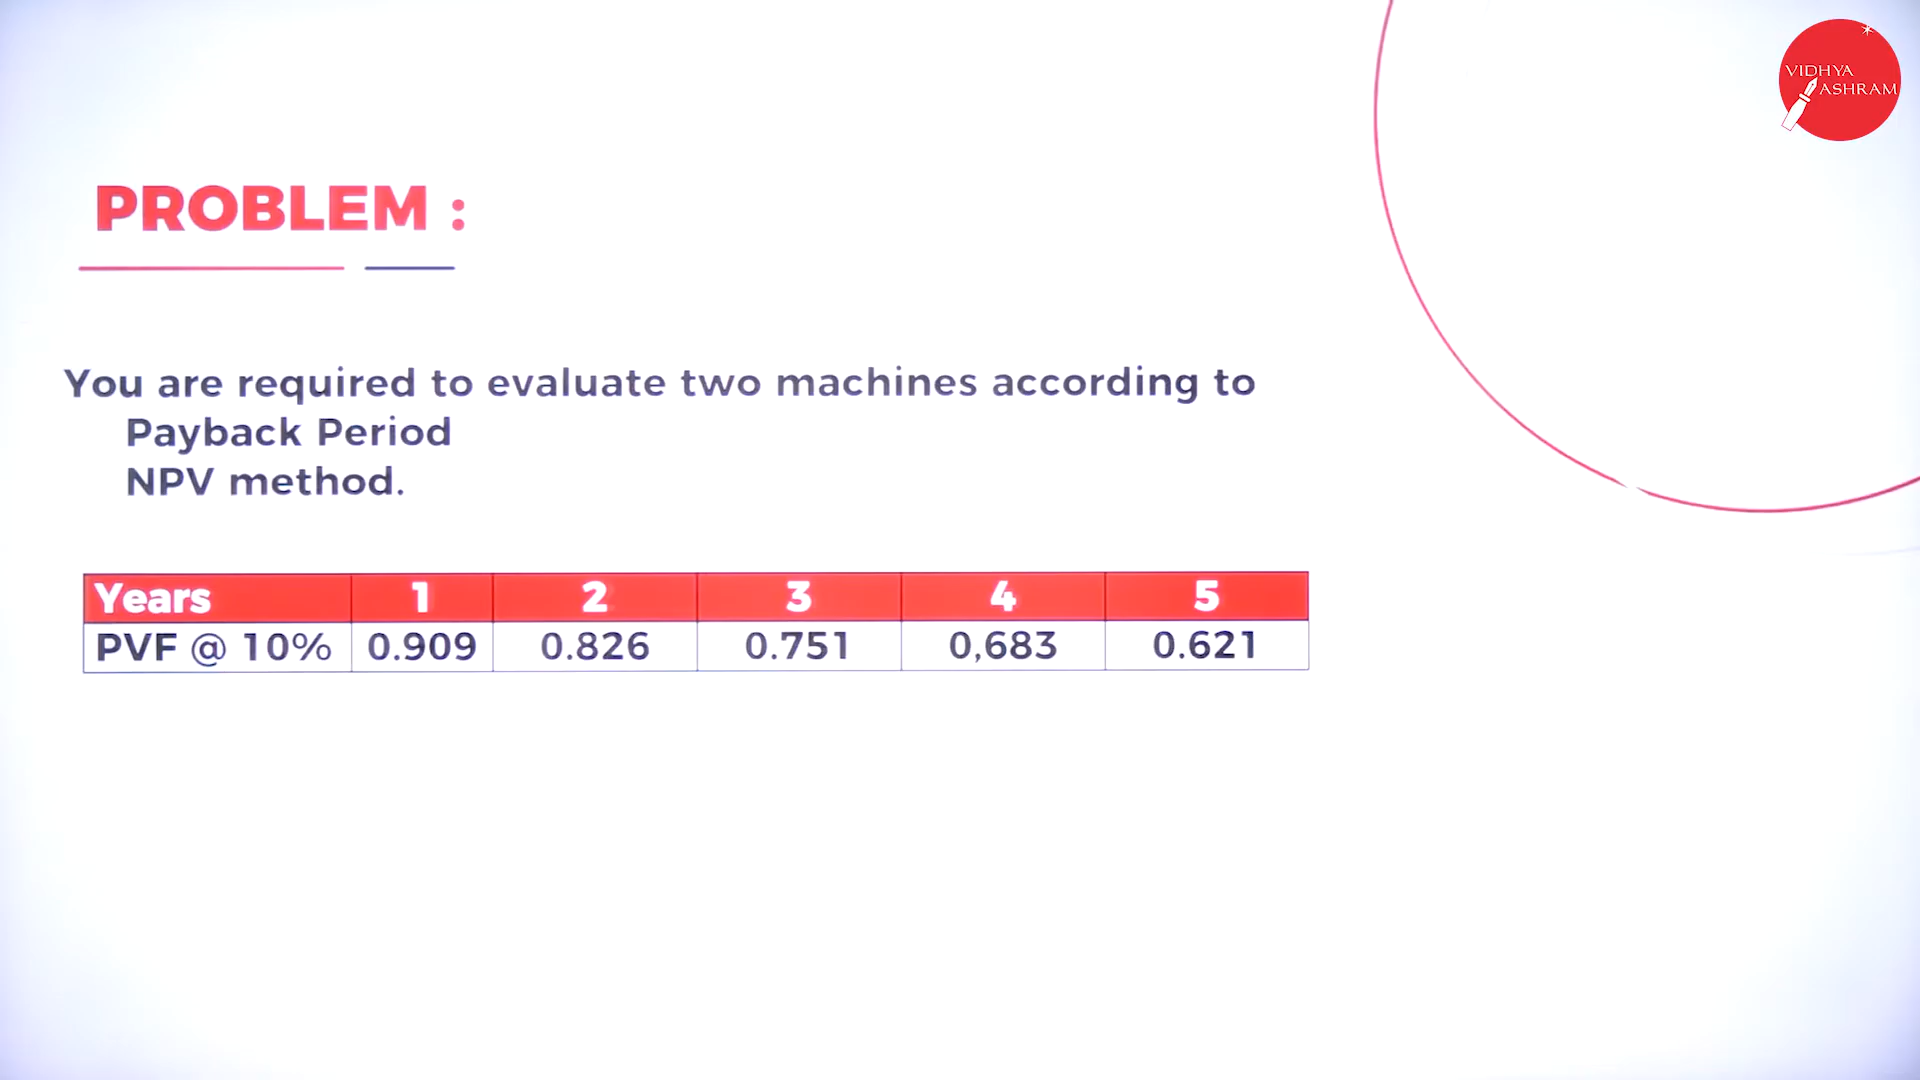 VIDHYA
ASHRAM
PROBLEM :
You are required to evaluate two machines according to
Payback Period
NPV method.
Years 1 2 3 4 5
PVF @ 10% 0.909 0.826 0.751 0,683 0.621